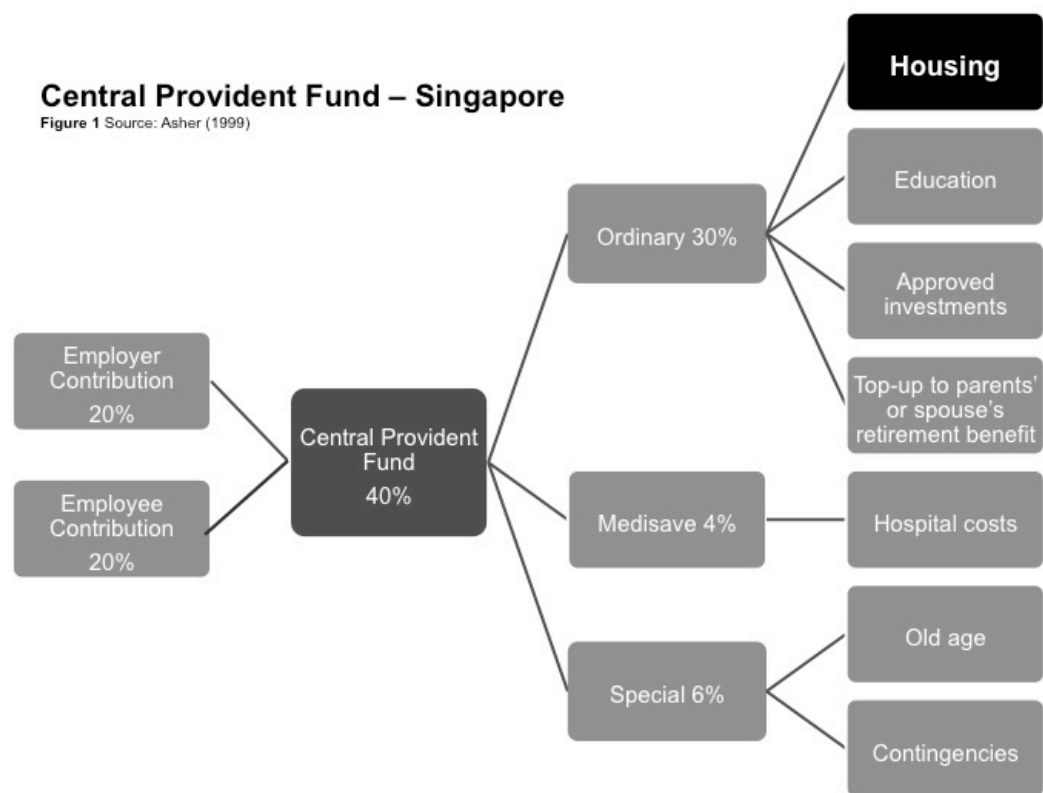 Central Provident Fund – Singapore
Figure 1 Source: Asher (1999)
Employer
Contribution
20%
Employee
Contribution
20%
Central Provident
Fund
40%
Ordinary 30%
Medisave 4%
Special 6%
Housing
Education
Approved
investments
Top-up to parents'
or spouse's
retirement benefit
Hospital costs
Old age
Contingencies